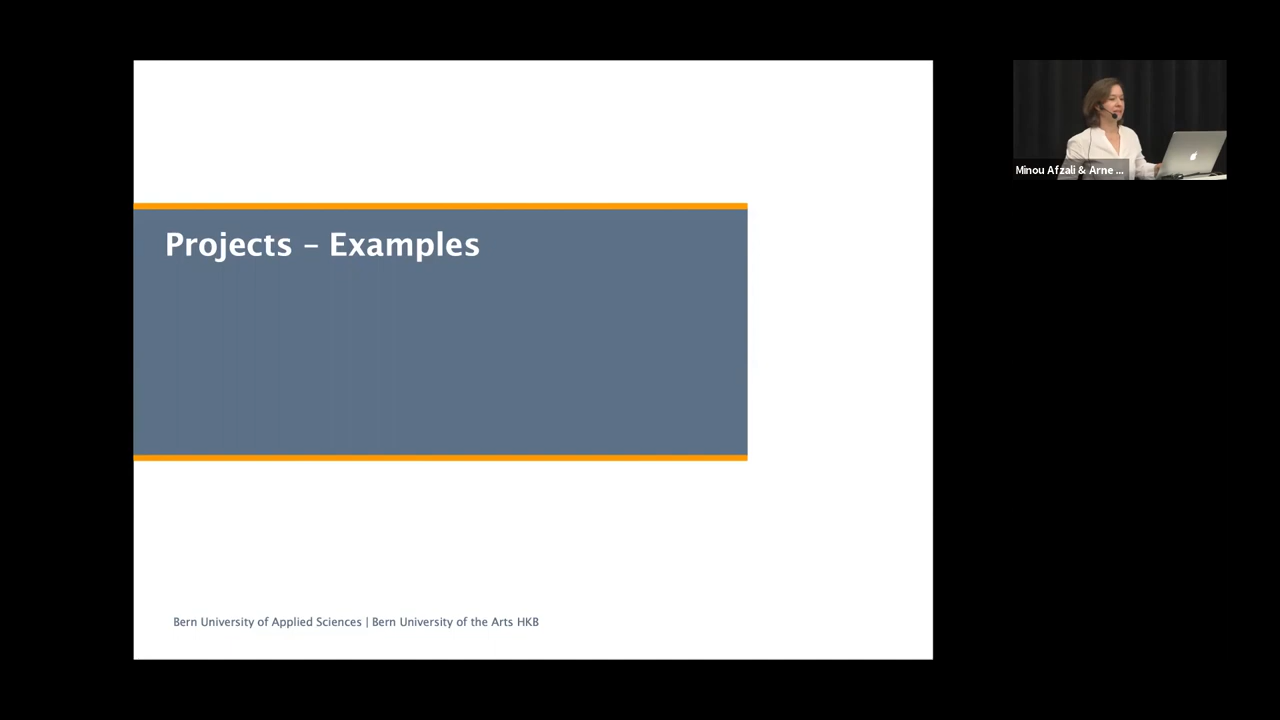 Projects – Examples
Minou Afzali & Arne ...
Bern University of Applied Sciences | Bern University of the Arts HKB